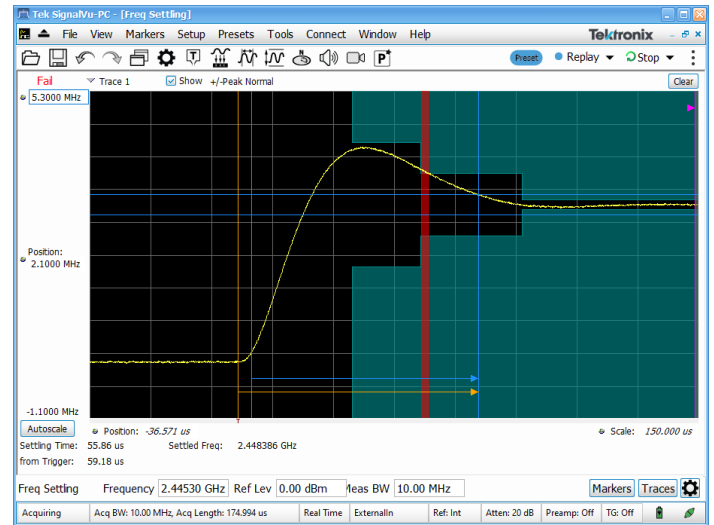 Tek SignalVu-PC - [Freq Settling]
File View Markers Setup Presets Tools Connect Window Help Tektronix
T P* Preset Replay Stop
Fail Trace 1 Show +/-Peak Normal Clear
5.3000 MHz
Position:
2.1000 MHz
-1.1000 MHz
T
Autoscale Position: -36.571 us Scale: 150.000 us
Settling Time: 55.86 us Settled Freq: 2.448386 GHz
from Trigger: 59.18 us
Freq Settling Frequency 2.44530 GHz Ref Lev 0.00 dBm Meas BW 10.00 MHz Markers Traces
Acquiring Acq BW: 10.00 MHz, Acq Length: 174.994 us Real Time ExternalIn Ref: Int Atten: 20 dB Preamp: Off TG: Off